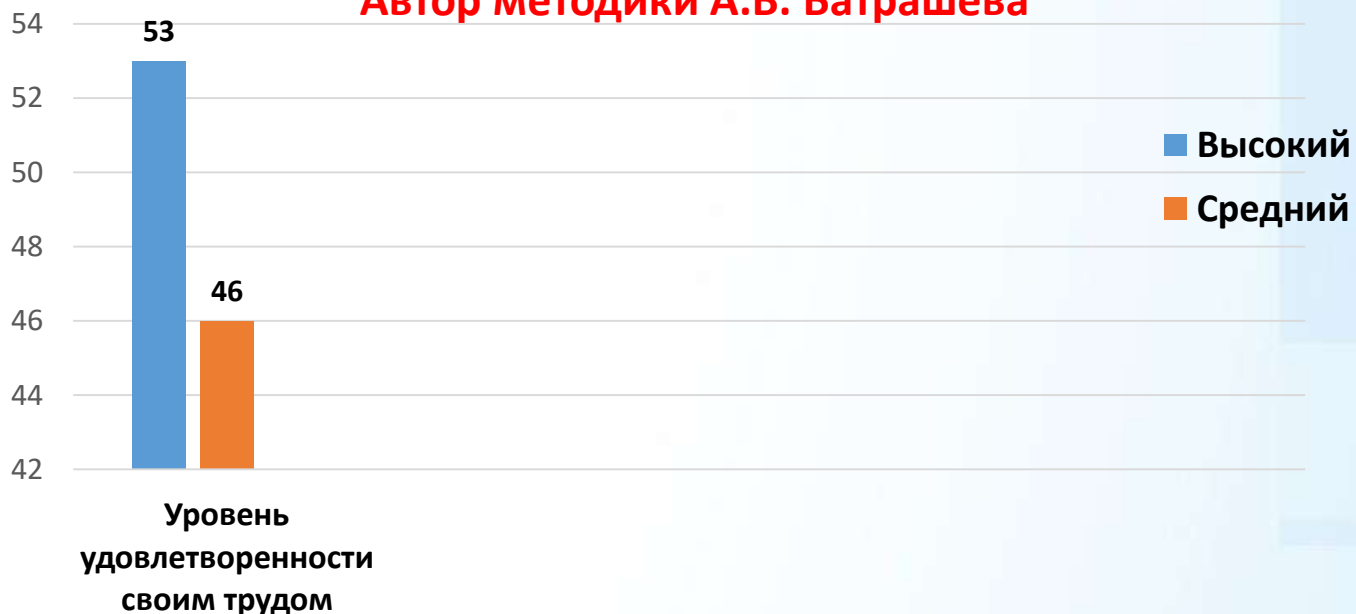 Автор методики А.В. Батрашева
54
53
52
50
48
46
46
44
42
Высокий
Средний
Уровень
удовлетворенности
своим трудом